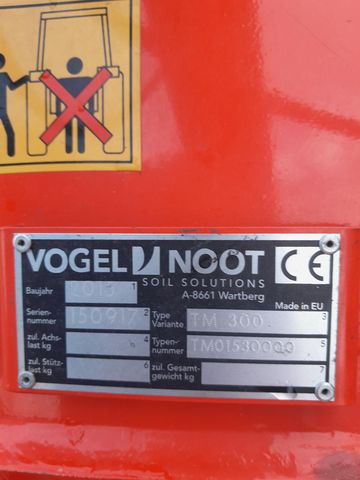 VOGEL NOOT CE
SOIL SOLUTIONS
A-8661 Wartberg
Made in EU
Baujahr 2013 1
Serien-
nummer 150917 2
Type
Variante TM 300 3
zul. Achs-
last kg 4
Typen-
nummer TM01530000 5
zul. Stütz-
last kg 6
zul. Gesamt-
gewicht kg 7